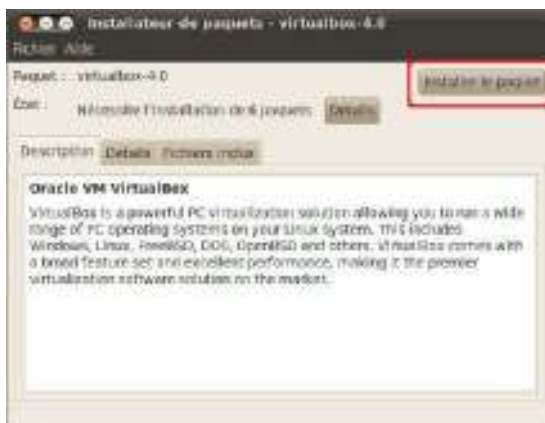 Installateur de paquets - virtualbox-4.0
Fichier Aide
Paquet : virtualbox-4.0
Installer le paquet
État : Nécessite l'installation de 6 paquets Détails
Description Détails Fichiers inclus
Oracle VM VirtualBox
VirtualBox is a powerful PC virtualization solution allowing you to run a wide
range of PC operating systems on your Linux system. This includes
Windows, Linux, FreeBSD, DOS, OpenBSD and others. VirtualBox comes with
a broad feature set and excellent performance, making it the premier
virtualization software solution on the market.